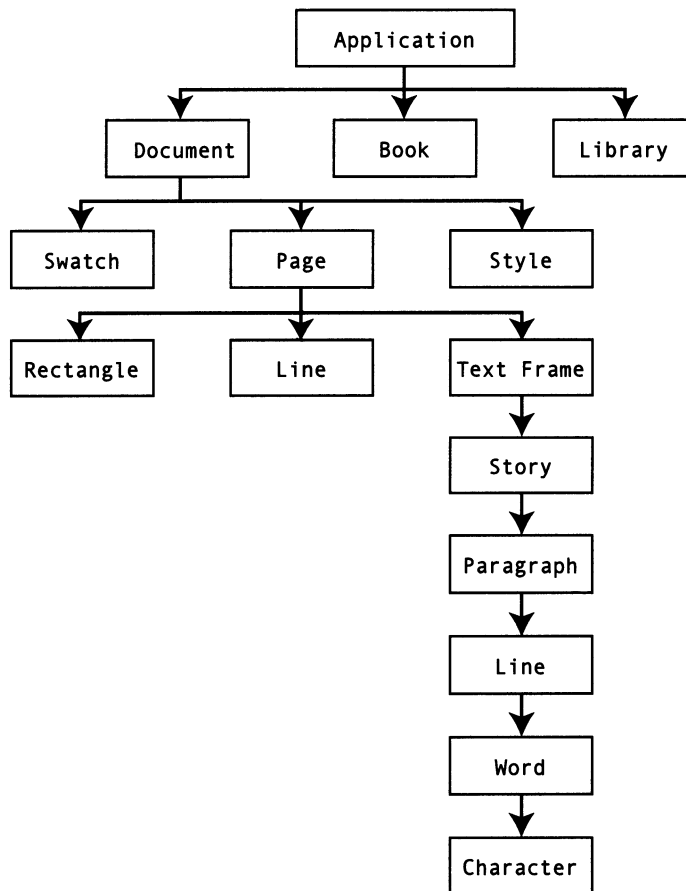 Application
Document
Book
Library
Swatch
Page
Style
Rectangle
Line
Text Frame
Story
Paragraph
Line
Word
Character